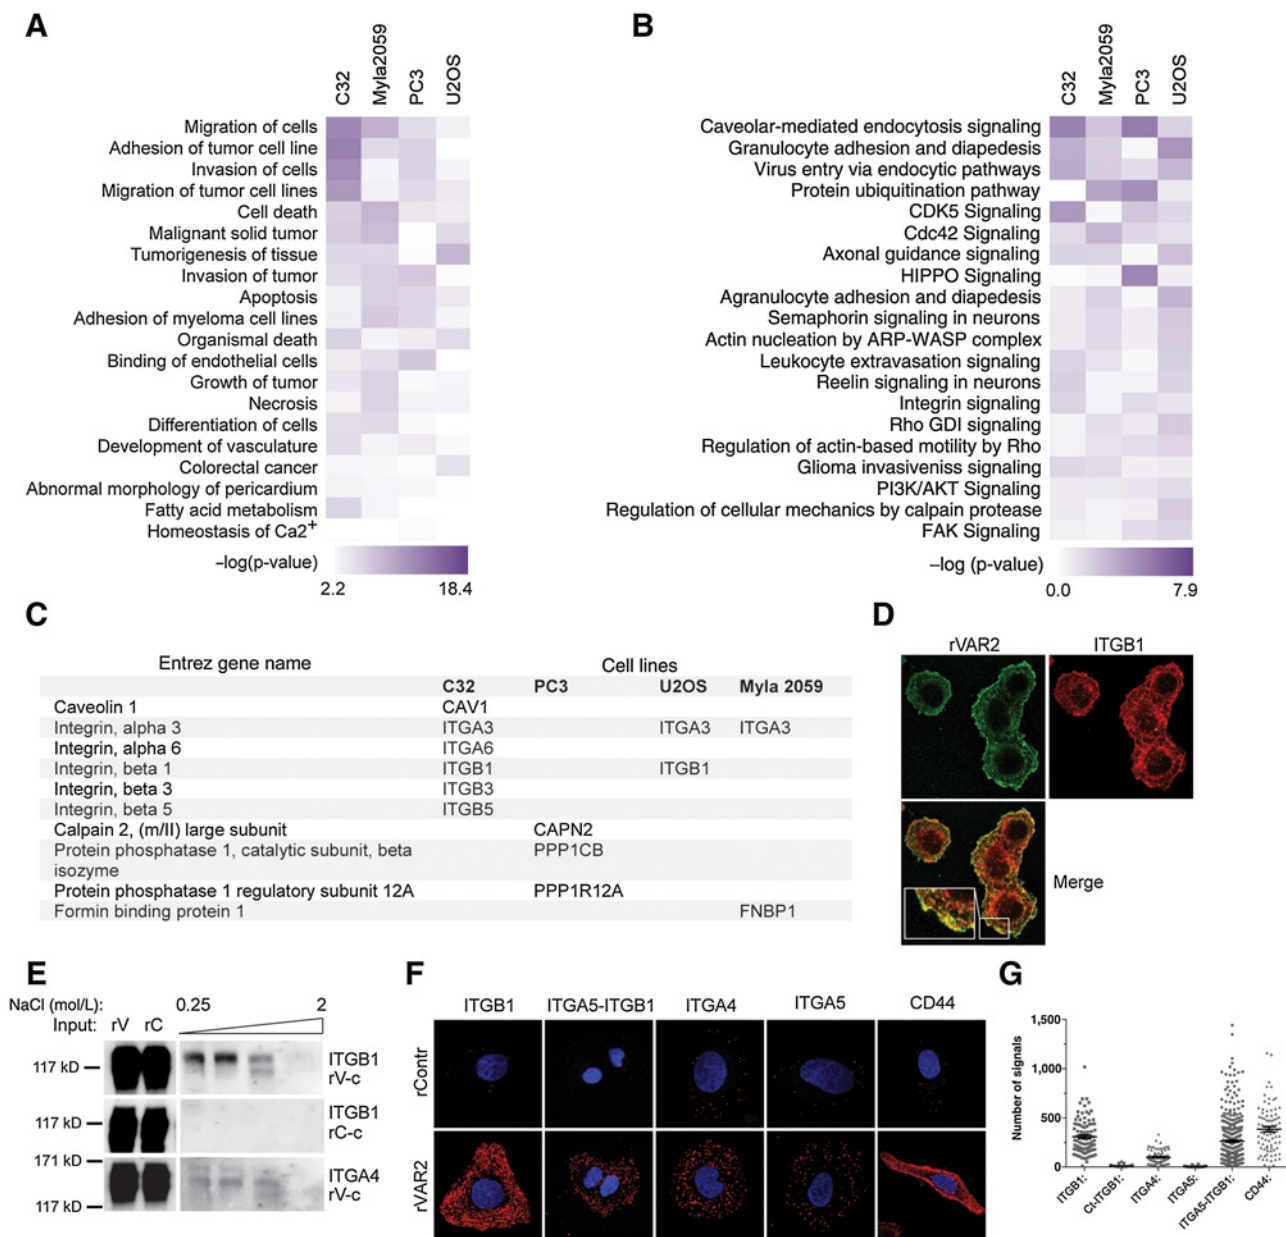 A
C32
Myla2059
PC3
U2OS
Migration of cells
Adhesion of tumor cell line
Invasion of cells
Migration of tumor cell lines
Cell death
Malignant solid tumor
Tumorigenesis of tissue
Invasion of tumor
Apoptosis
Adhesion of myeloma cell lines
Organismal death
Binding of endothelial cells
Growth of tumor
Necrosis
Differentiation of cells
Development of vasculature
Colorectal cancer
Abnormal morphology of pericardium
Fatty acid metabolism
Homeostasis of Ca2+
–log(p-value)
2.2 18.4
B
C32
Myla2059
PC3
U2OS
Caveolar-mediated endocytosis signaling
Granulocyte adhesion and diapedesis
Virus entry via endocytic pathways
Protein ubiquitination pathway
CDK5 Signaling
Cdc42 Signaling
Axonal guidance signaling
HIPPO Signaling
Agranulocyte adhesion and diapedesis
Semaphorin signaling in neurons
Actin nucleation by ARP-WASP complex
Leukocyte extravasation signaling
Reelin signaling in neurons
Integrin signaling
Rho GDI signaling
Regulation of actin-based motility by Rho
Glioma invasiveniss signaling
PI3K/AKT Signaling
Regulation of cellular mechanics by calpain protease
FAK Signaling
–log (p-value)
0.0 7.9
C
Entrez gene name Cell lines
C32 PC3 U2OS Myla 2059
Caveolin 1 CAV1
Integrin, alpha 3 ITGA3 ITGA3 ITGA3
Integrin, alpha 6 ITGA6
Integrin, beta 1 ITGB1 ITGB1
Integrin, beta 3 ITGB3
Integrin, beta 5 ITGB5
Calpain 2, (m/II) large subunit CAPN2
Protein phosphatase 1, catalytic subunit, beta PPP1CB
isozyme
Protein phosphatase 1 regulatory subunit 12A PPP1R12A
Formin binding protein 1 FNBP1
D
rVAR2 ITGB1
Merge
E
NaCl (mol/L): 0.25 2
Input: rV rC
117 kD
ITGB1
rV-c
117 kD
ITGB1
rC-c
171 kD
117 kD
ITGA4
rV-c
F
ITGB1 ITGA5-ITGB1 ITGA4 ITGA5 CD44
rContr
rVAR2
G
Number of signals
1,500
1,000
500
0
ITGB1:
Ct-ITGB1:
ITGA4:
ITGA5:
ITGA5-ITGB1:
CD44: